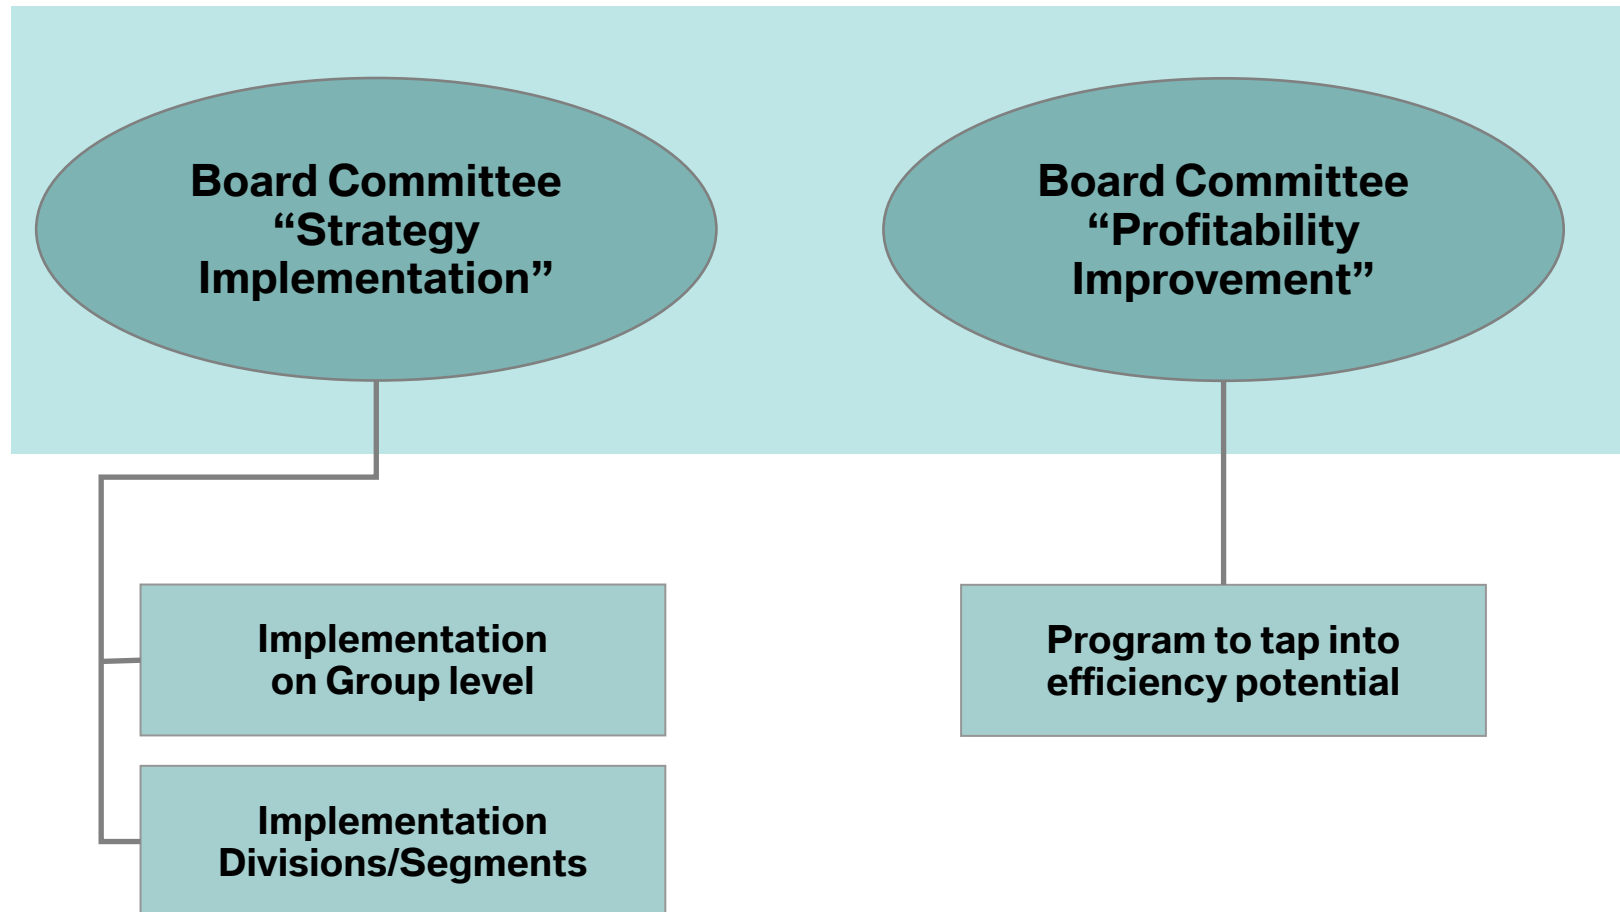 Board Committee
“Strategy
Implementation”
Board Committee
“Profitability
Improvement”
Implementation
on Group level
Program to tap into
efficiency potential
Implementation
Divisions/Segments